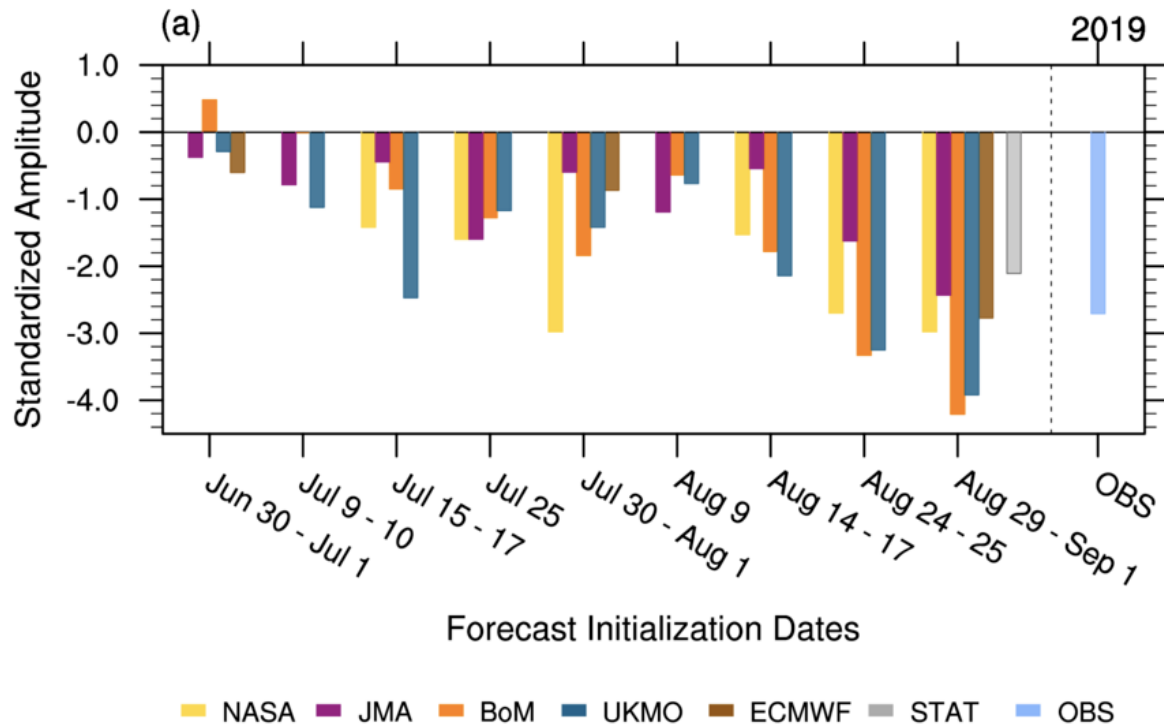 (a) 2019
Standardized Amplitude
1.0
0.0
-1.0
-2.0
-3.0
-4.0
Jun 30 - Jul 1
Jul 9 - 10
Jul 15 - 17
Jul 25
Jul 30 - Aug 1
Aug 9
Aug 14 - 17
Aug 24 - 25
Aug 29 - Sep 1
OBS
Forecast Initialization Dates
NASA JMA BoM UKMO ECMWF STAT OBS